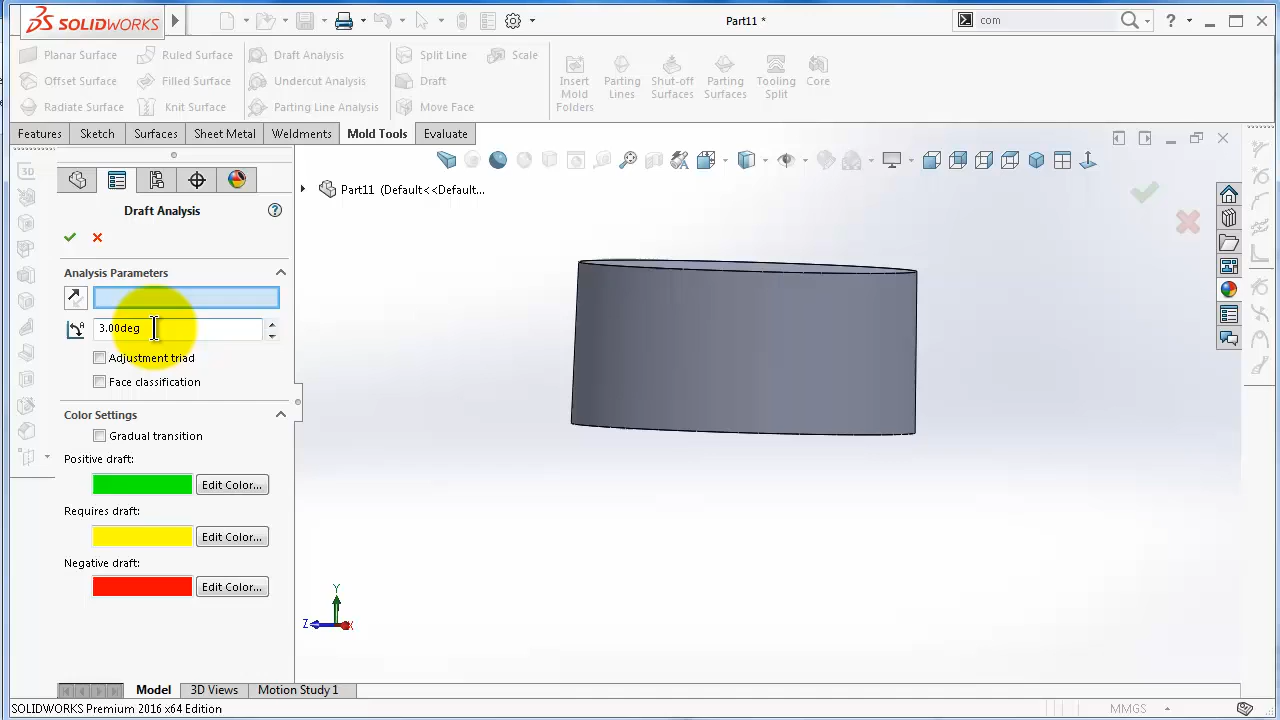 SOLIDWORKS
Part11 *
com
Planar Surface
Ruled Surface
Draft Analysis
Split Line
Scale
Offset Surface
Filled Surface
Undercut Analysis
Draft
Radiate Surface
Knit Surface
Parting Line Analysis
Move Face
Insert
Mold
Folders
Parting
Lines
Shut-off
Surfaces
Parting
Surfaces
Tooling
Split
Core
Features
Sketch
Surfaces
Sheet Metal
Weldments
Mold Tools
Evaluate
3D
Part11 (Default<<Default...
Draft Analysis
Analysis Parameters
3.00deg
Adjustment triad
Face classification
Color Settings
Gradual transition
Positive draft:
Edit Color...
Requires draft:
Edit Color...
Negative draft:
Edit Color...
Y
Z
X
Model
3D Views
Motion Study 1
SOLIDWORKS Premium 2016 x64 Edition
MMGS